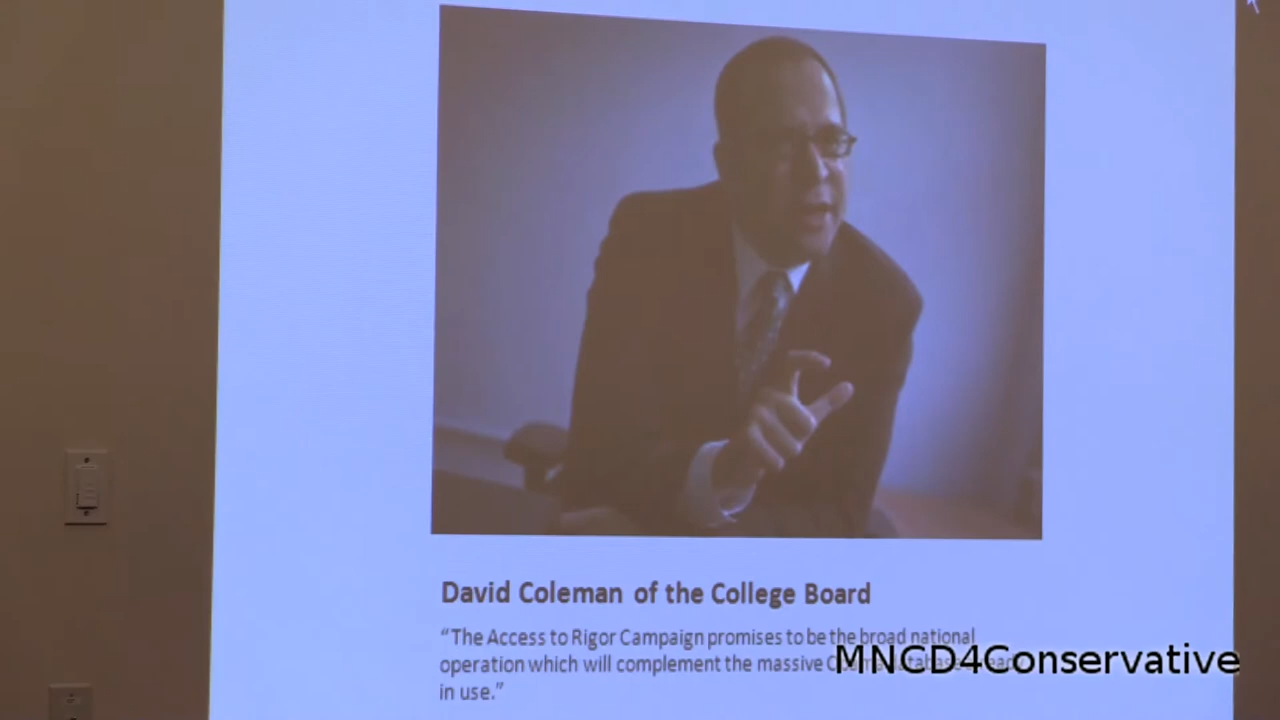 David Coleman of the College Board
“The Access to Rigor Campaign promises to be the broad national
operation which will complement the massive
in use.”
MNCD4Conservative